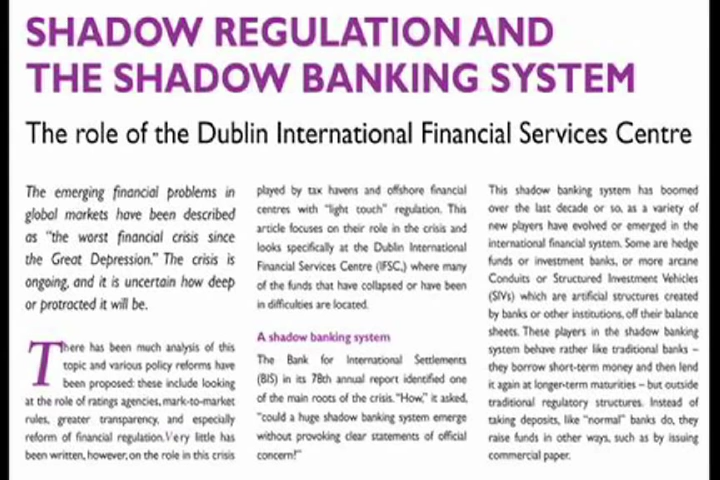 SHADOW REGULATION AND
THE SHADOW BANKING SYSTEM
The role of the Dublin International Financial Services Centre
The emerging financial problems in
global markets have been described
as "the worst financial crisis since
the Great Depression." The crisis is
ongoing, and it is uncertain how deep
or protracted it will be.
There has been much analysis of this
topic and various policy reforms have
been proposed: these include looking
at the role of ratings agencies, mark-to-market
rules, greater transparency, and especially
reform of financial regulation. Very little has
been written, however, on the role in this crisis
played by tax havens and offshore financial
centres with "light touch" regulation. This
article focuses on their role in the crisis and
looks specifically at the Dublin International
Financial Services Centre (IFSC,) where many
of the funds that have collapsed or have been
in difficulties are located.
A shadow banking system
The Bank for International Settlements
(BIS) in its 78th annual report identified one
of the main roots of the crisis. "How," it asked,
"could a huge shadow banking system emerge
without provoking clear statements of official
concern?"
This shadow banking system has boomed
over the last decade or so, as a variety of
new players have evolved or emerged in the
international financial system. Some are hedge
funds or investment banks, or more arcane
Conduits or Structured Investment Vehicles
(SIVs) which are artificial structures created
by banks or other institutions, off their balance
sheets. These players in the shadow banking
system behave rather like traditional banks –
they borrow short-term money and then lend
it again at longer-term maturities – but outside
traditional regulatory structures. Instead of
taking deposits, like "normal" banks do, they
raise funds in other ways, such as by issuing
commercial paper.